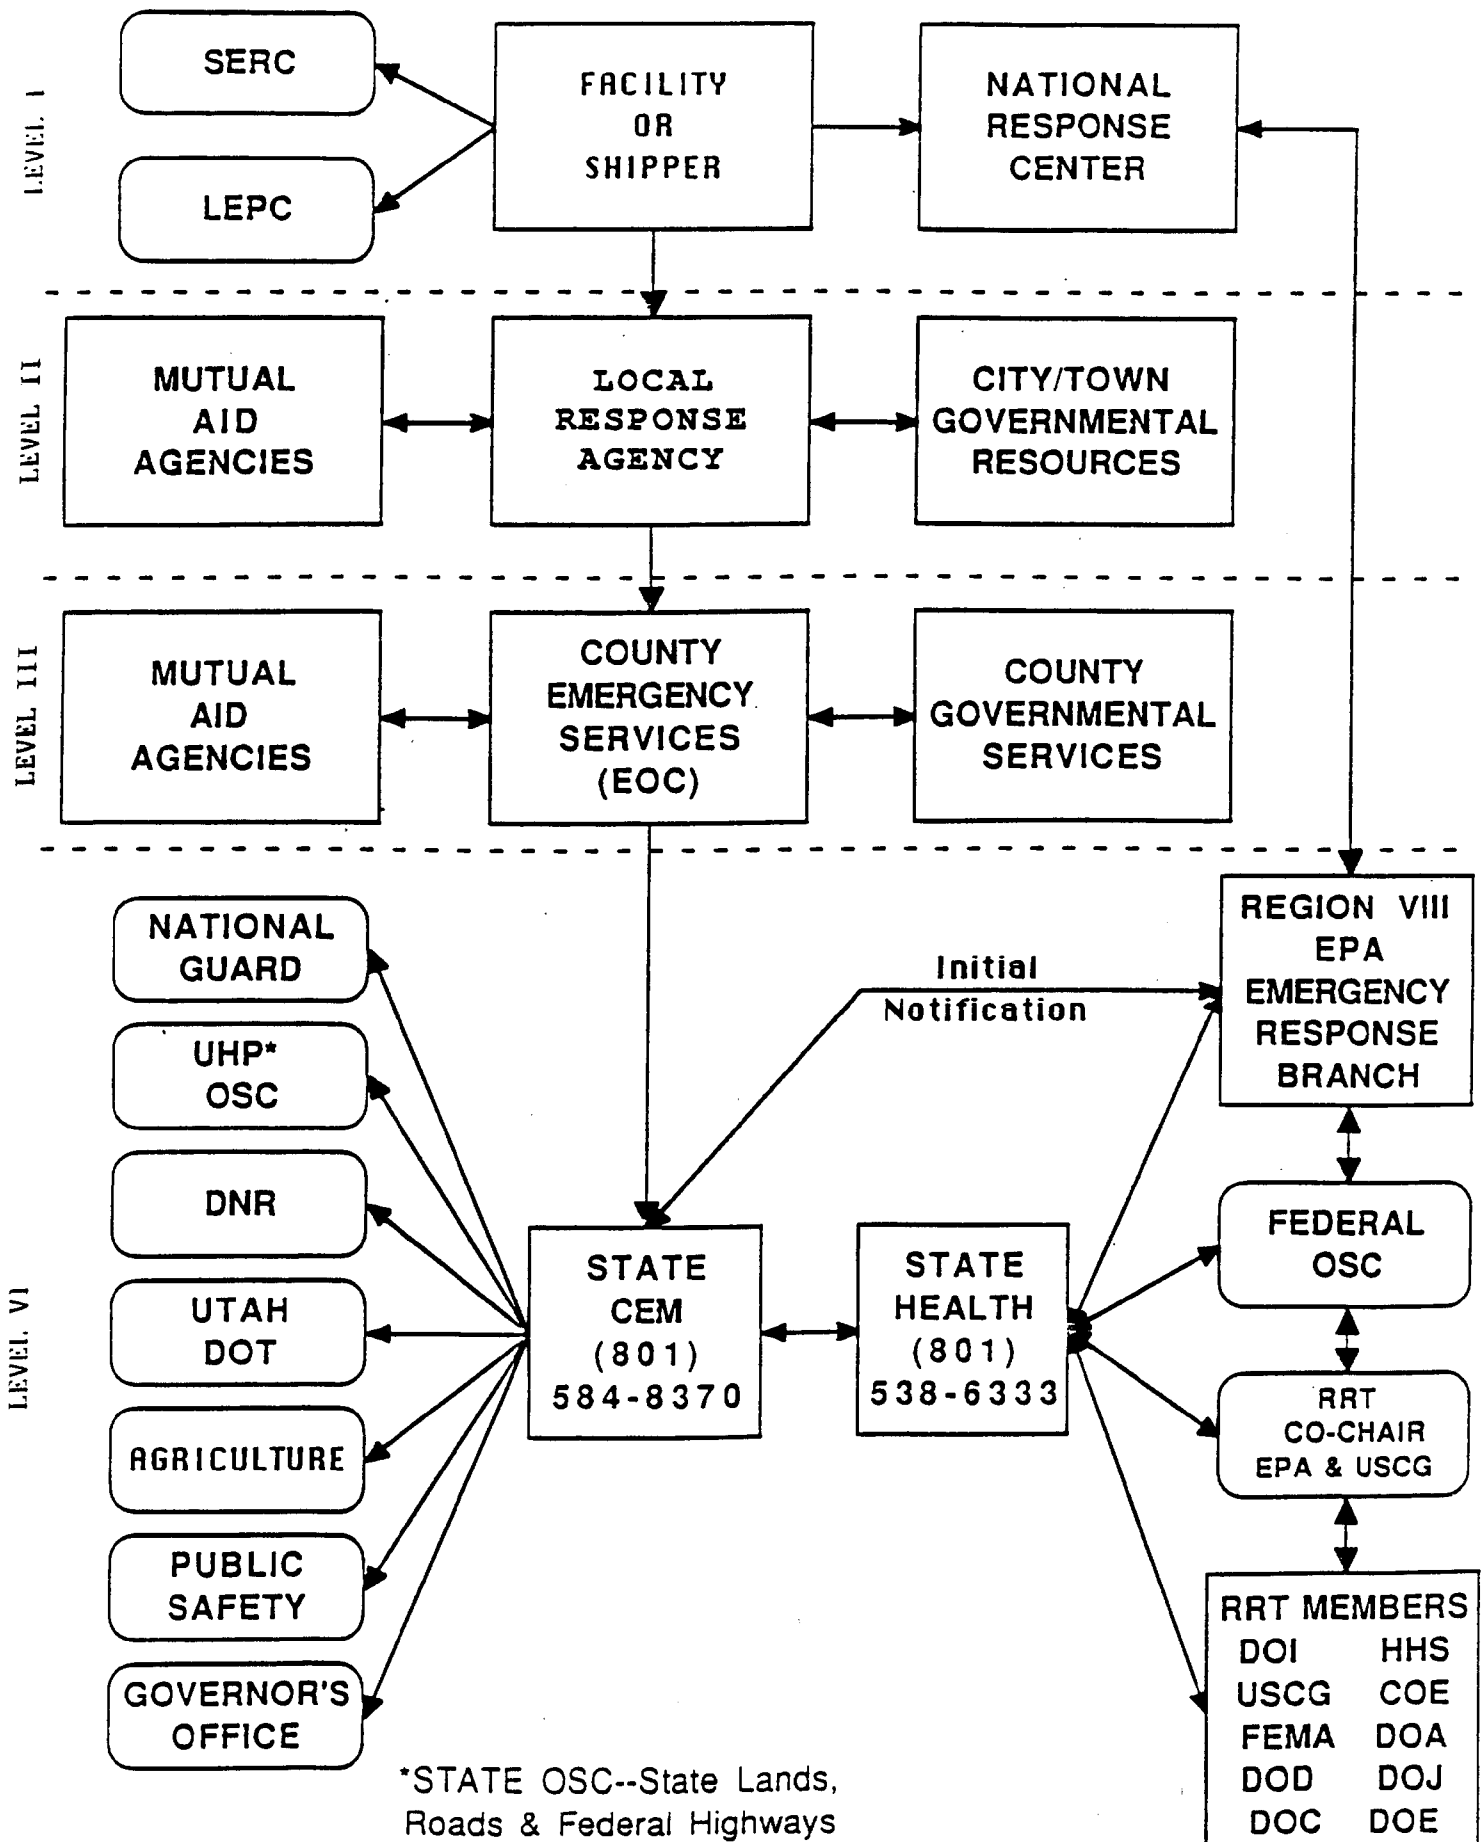 LEVEL I
SERC
LEPC
FACILITY
OR
SHIPPER
NATIONAL
RESPONSE
CENTER
LEVEL II
MUTUAL
AID
AGENCIES
LOCAL
RESPONSE
AGENCY
CITY/TOWN
GOVERNMENTAL
RESOURCES
LEVEL III
MUTUAL
AID
AGENCIES
COUNTY
EMERGENCY
SERVICES
(EOC)
COUNTY
GOVERNMENTAL
SERVICES
LEVEL VI
NATIONAL
GUARD
UHP*
OSC
DNR
UTAH
DOT
AGRICULTURE
PUBLIC
SAFETY
GOVERNOR'S
OFFICE
Initial
Notification
STATE
CEM
(801)
584-8370
STATE
HEALTH
(801)
538-6333
REGION VIII
EPA
EMERGENCY
RESPONSE
BRANCH
FEDERAL
OSC
RRT
CO-CHAIR
EPA & USCG
RRT MEMBERS
DOI HHS
USCG COE
FEMA DOA
DOD DOJ
DOC DOE
*STATE OSC--State Lands,
Roads & Federal Highways